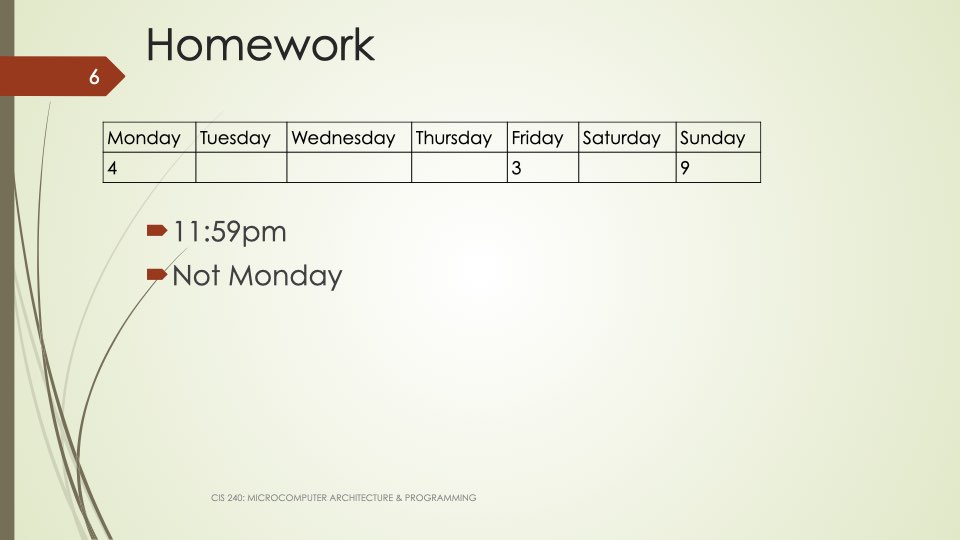 Homework
6
Monday Tuesday Wednesday Thursday Friday Saturday Sunday
4 3 9
11:59pm
Not Monday
CIS 240: MICROCOMPUTER ARCHITECTURE & PROGRAMMING